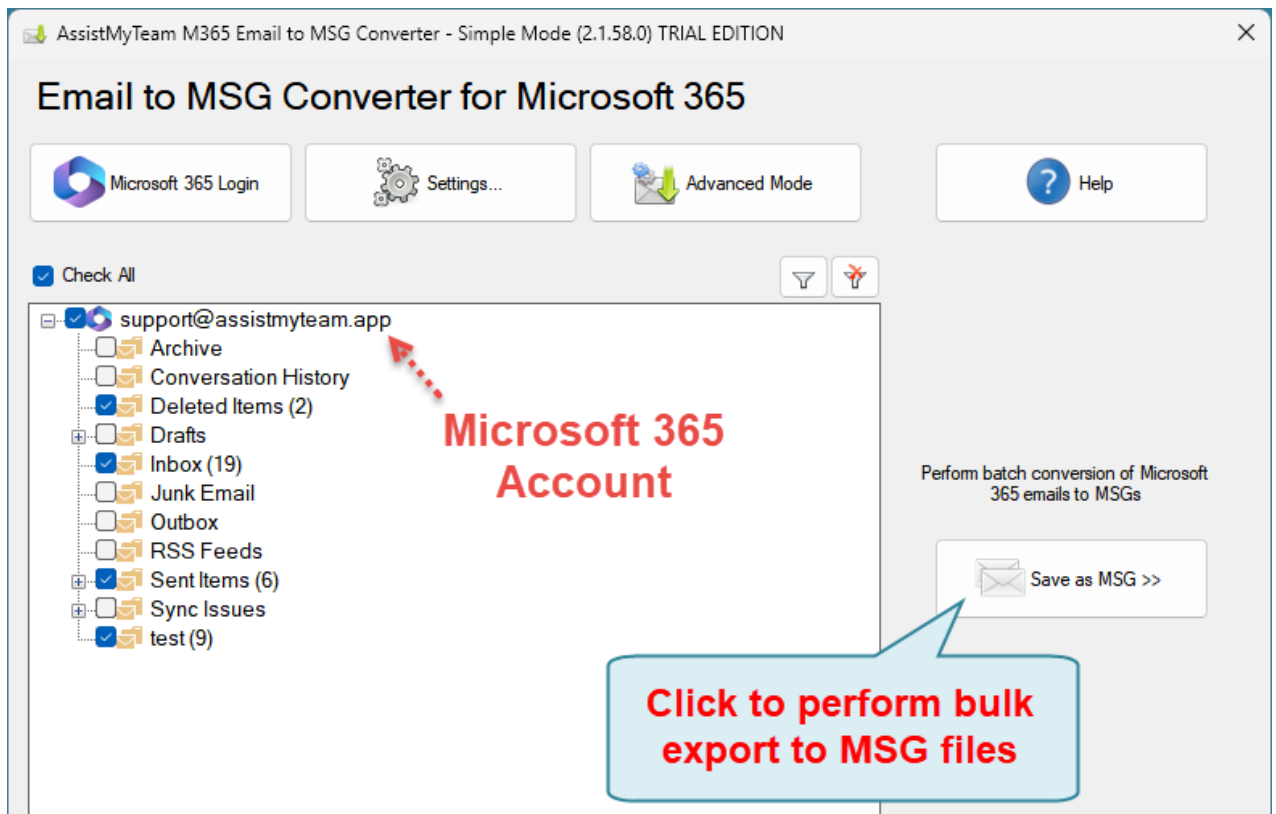 AssistMyTeam M365 Email to MSG Converter - Simple Mode (2.1.58.0) TRIAL EDITION
Email to MSG Converter for Microsoft 365
Microsoft 365 Login
Settings...
Advanced Mode
Help
Check All
support@assistmyteam.app
Archive
Conversation History
Deleted Items (2)
Drafts
Inbox (19)
Junk Email
Outbox
RSS Feeds
Sent Items (6)
Sync Issues
test (9)
Microsoft 365
Account
Perform batch conversion of Microsoft
365 emails to MSGs
Save as MSG >>
Click to perform bulk
export to MSG files